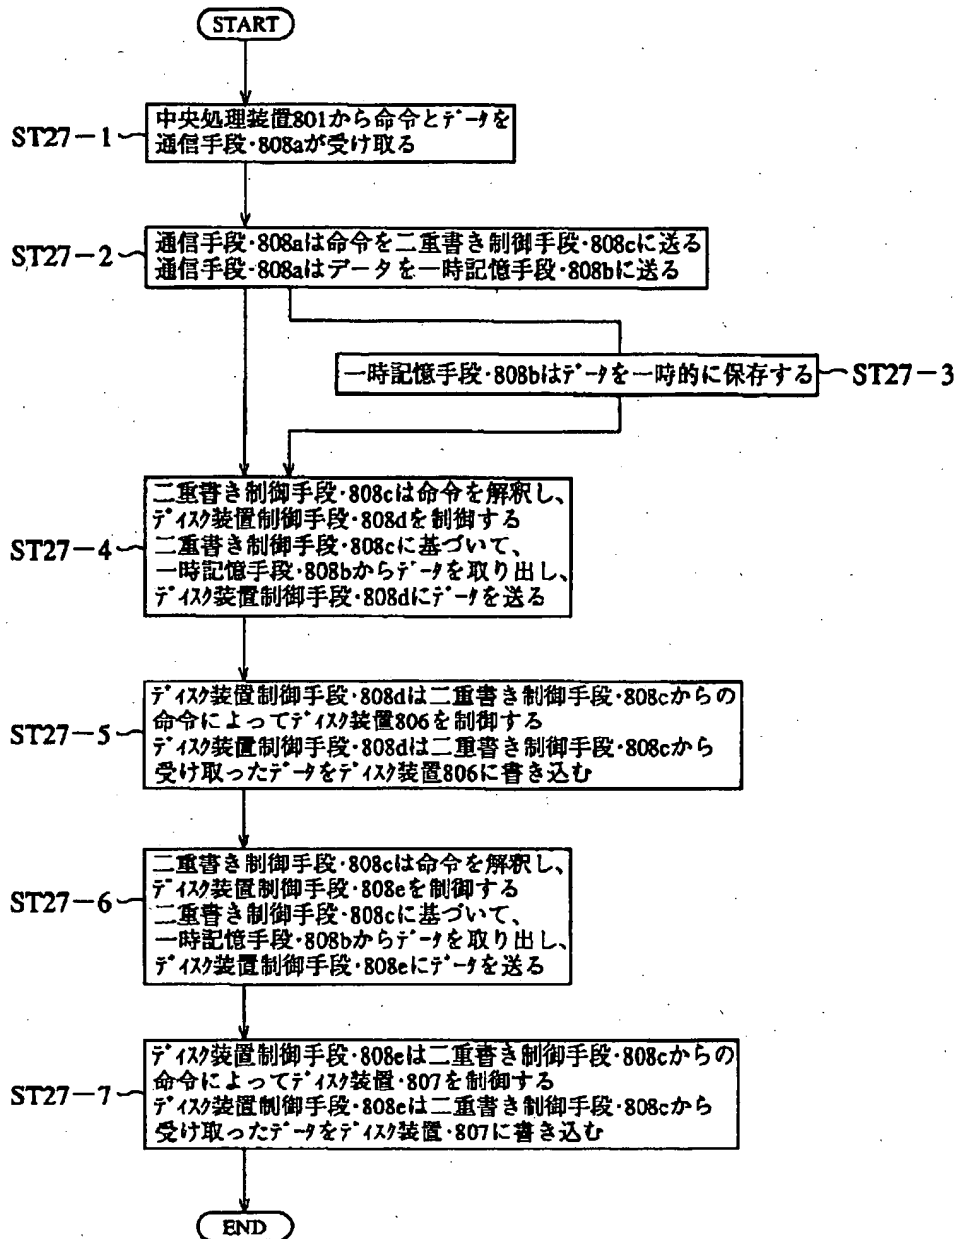 START
ST27-1
中央処理装置801から命令とデータを
通信手段・808aが受け取る
ST27-2
通信手段・808aは命令を二重書き制御手段・808cに送る
通信手段・808aはデータを一時記憶手段・808bに送る
一時記憶手段・808bはデータを一時的に保存する
ST27-3
ST27-4
二重書き制御手段・808cは命令を解釈し、
ディスク装置制御手段・808dを制御する
二重書き制御手段・808cに基づいて、
一時記憶手段・808bからデータを取り出し、
ディスク装置制御手段・808dにデータを送る
ST27-5
ディスク装置制御手段・808dは二重書き制御手段・808cからの
命令によってディスク装置806を制御する
ディスク装置制御手段・808dは二重書き制御手段・808cから
受け取ったデータをディスク装置806に書き込む
ST27-6
二重書き制御手段・808cは命令を解釈し、
ディスク装置制御手段・808eを制御する
二重書き制御手段・808cに基づいて、
一時記憶手段・808bからデータを取り出し、
ディスク装置制御手段・808eにデータを送る
ST27-7
ディスク装置制御手段・808eは二重書き制御手段・808cからの
命令によってディスク装置・807を制御する
ディスク装置制御手段・808eは二重書き制御手段・808cから
受け取ったデータをディスク装置・807に書き込む
END